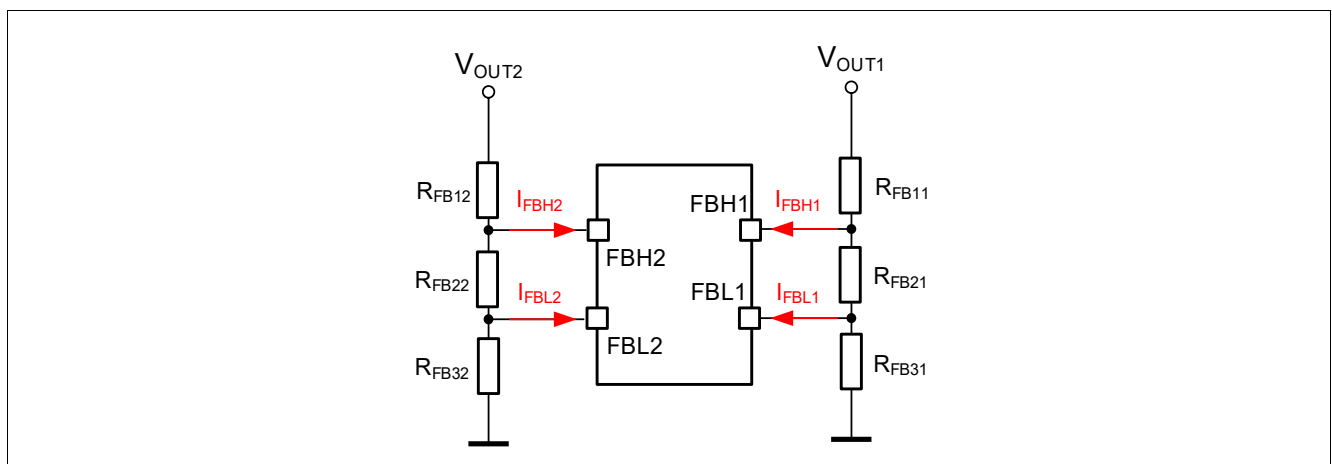 VOUT2
VOUT1
RFB12
IFBH2
FBH1
IFBH1
RFB11
FBH2
RFB22
IFBL2
FBL1
IFBL1
RFB21
FBL2
RFB32
RFB31